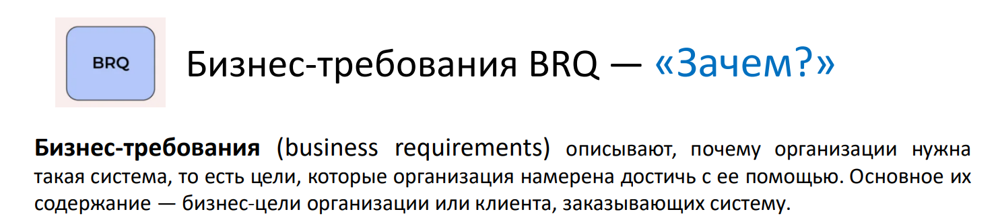 BRQ
Бизнес-требования BRQ — «Зачем?»
Бизнес-требования (business requirements) описывают, почему организации нужна
такая система, то есть цели, которые организация намерена достичь с ее помощью. Основное их
содержание — бизнес-цели организации или клиента, заказывающих систему.